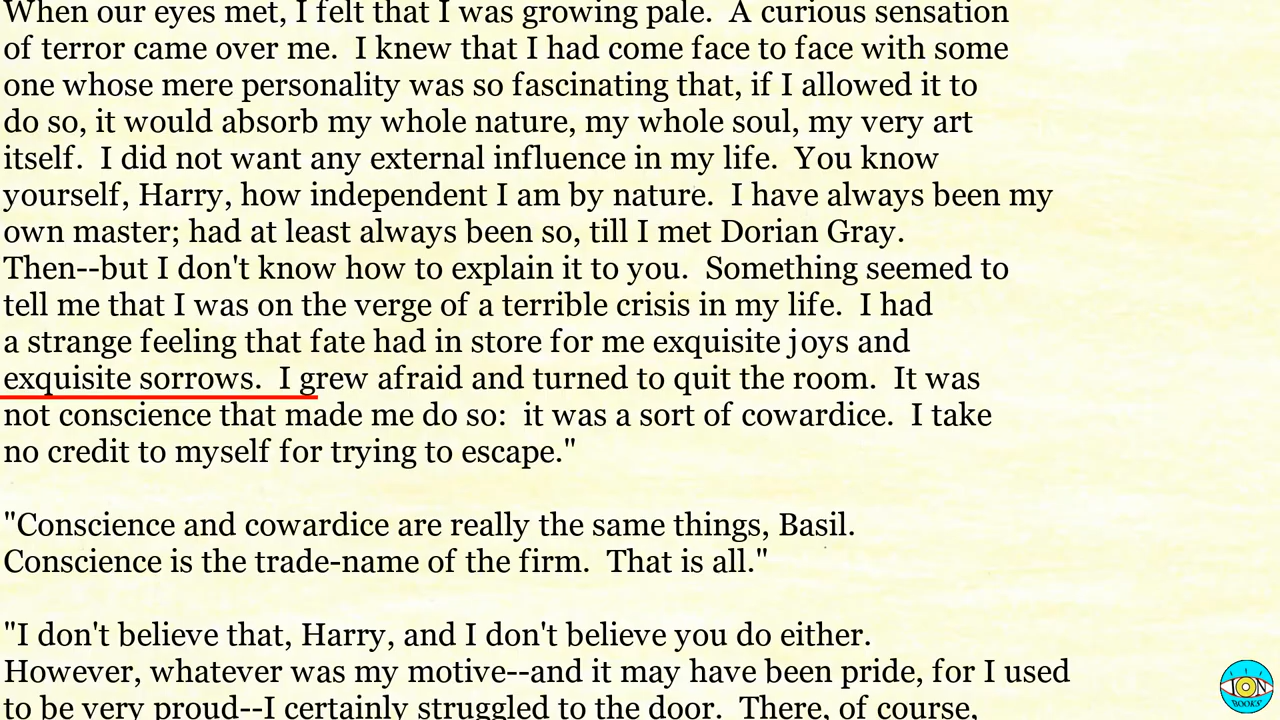 When our eyes met, I felt that I was growing pale.  A curious sensation
of terror came over me.  I knew that I had come face to face with some
one whose mere personality was so fascinating that, if I allowed it to
do so, it would absorb my whole nature, my whole soul, my very art
itself.  I did not want any external influence in my life.  You know
yourself, Harry, how independent I am by nature.  I have always been my
own master; had at least always been so, till I met Dorian Gray.
Then--but I don't know how to explain it to you.  Something seemed to
tell me that I was on the verge of a terrible crisis in my life.  I had
a strange feeling that fate had in store for me exquisite joys and
exquisite sorrows.  I grew afraid and turned to quit the room.  It was
not conscience that made me do so:  it was a sort of cowardice.  I take
no credit to myself for trying to escape."
"Conscience and cowardice are really the same things, Basil.
Conscience is the trade-name of the firm.  That is all."
"I don't believe that, Harry, and I don't believe you do either.
However, whatever was my motive--and it may have been pride, for I used
to be very proud--I certainly struggled to the door.  There, of course,
ION
BOOKS